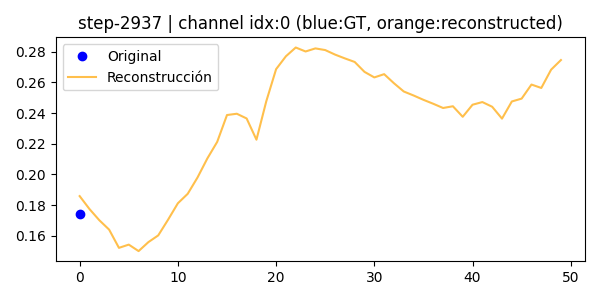 step-2937 | channel idx:0 (blue:GT, orange:reconstructed)
Original
Reconstrucción
0.28
0.26
0.24
0.22
0.20
0.18
0.16
0 10 20 30 40 50